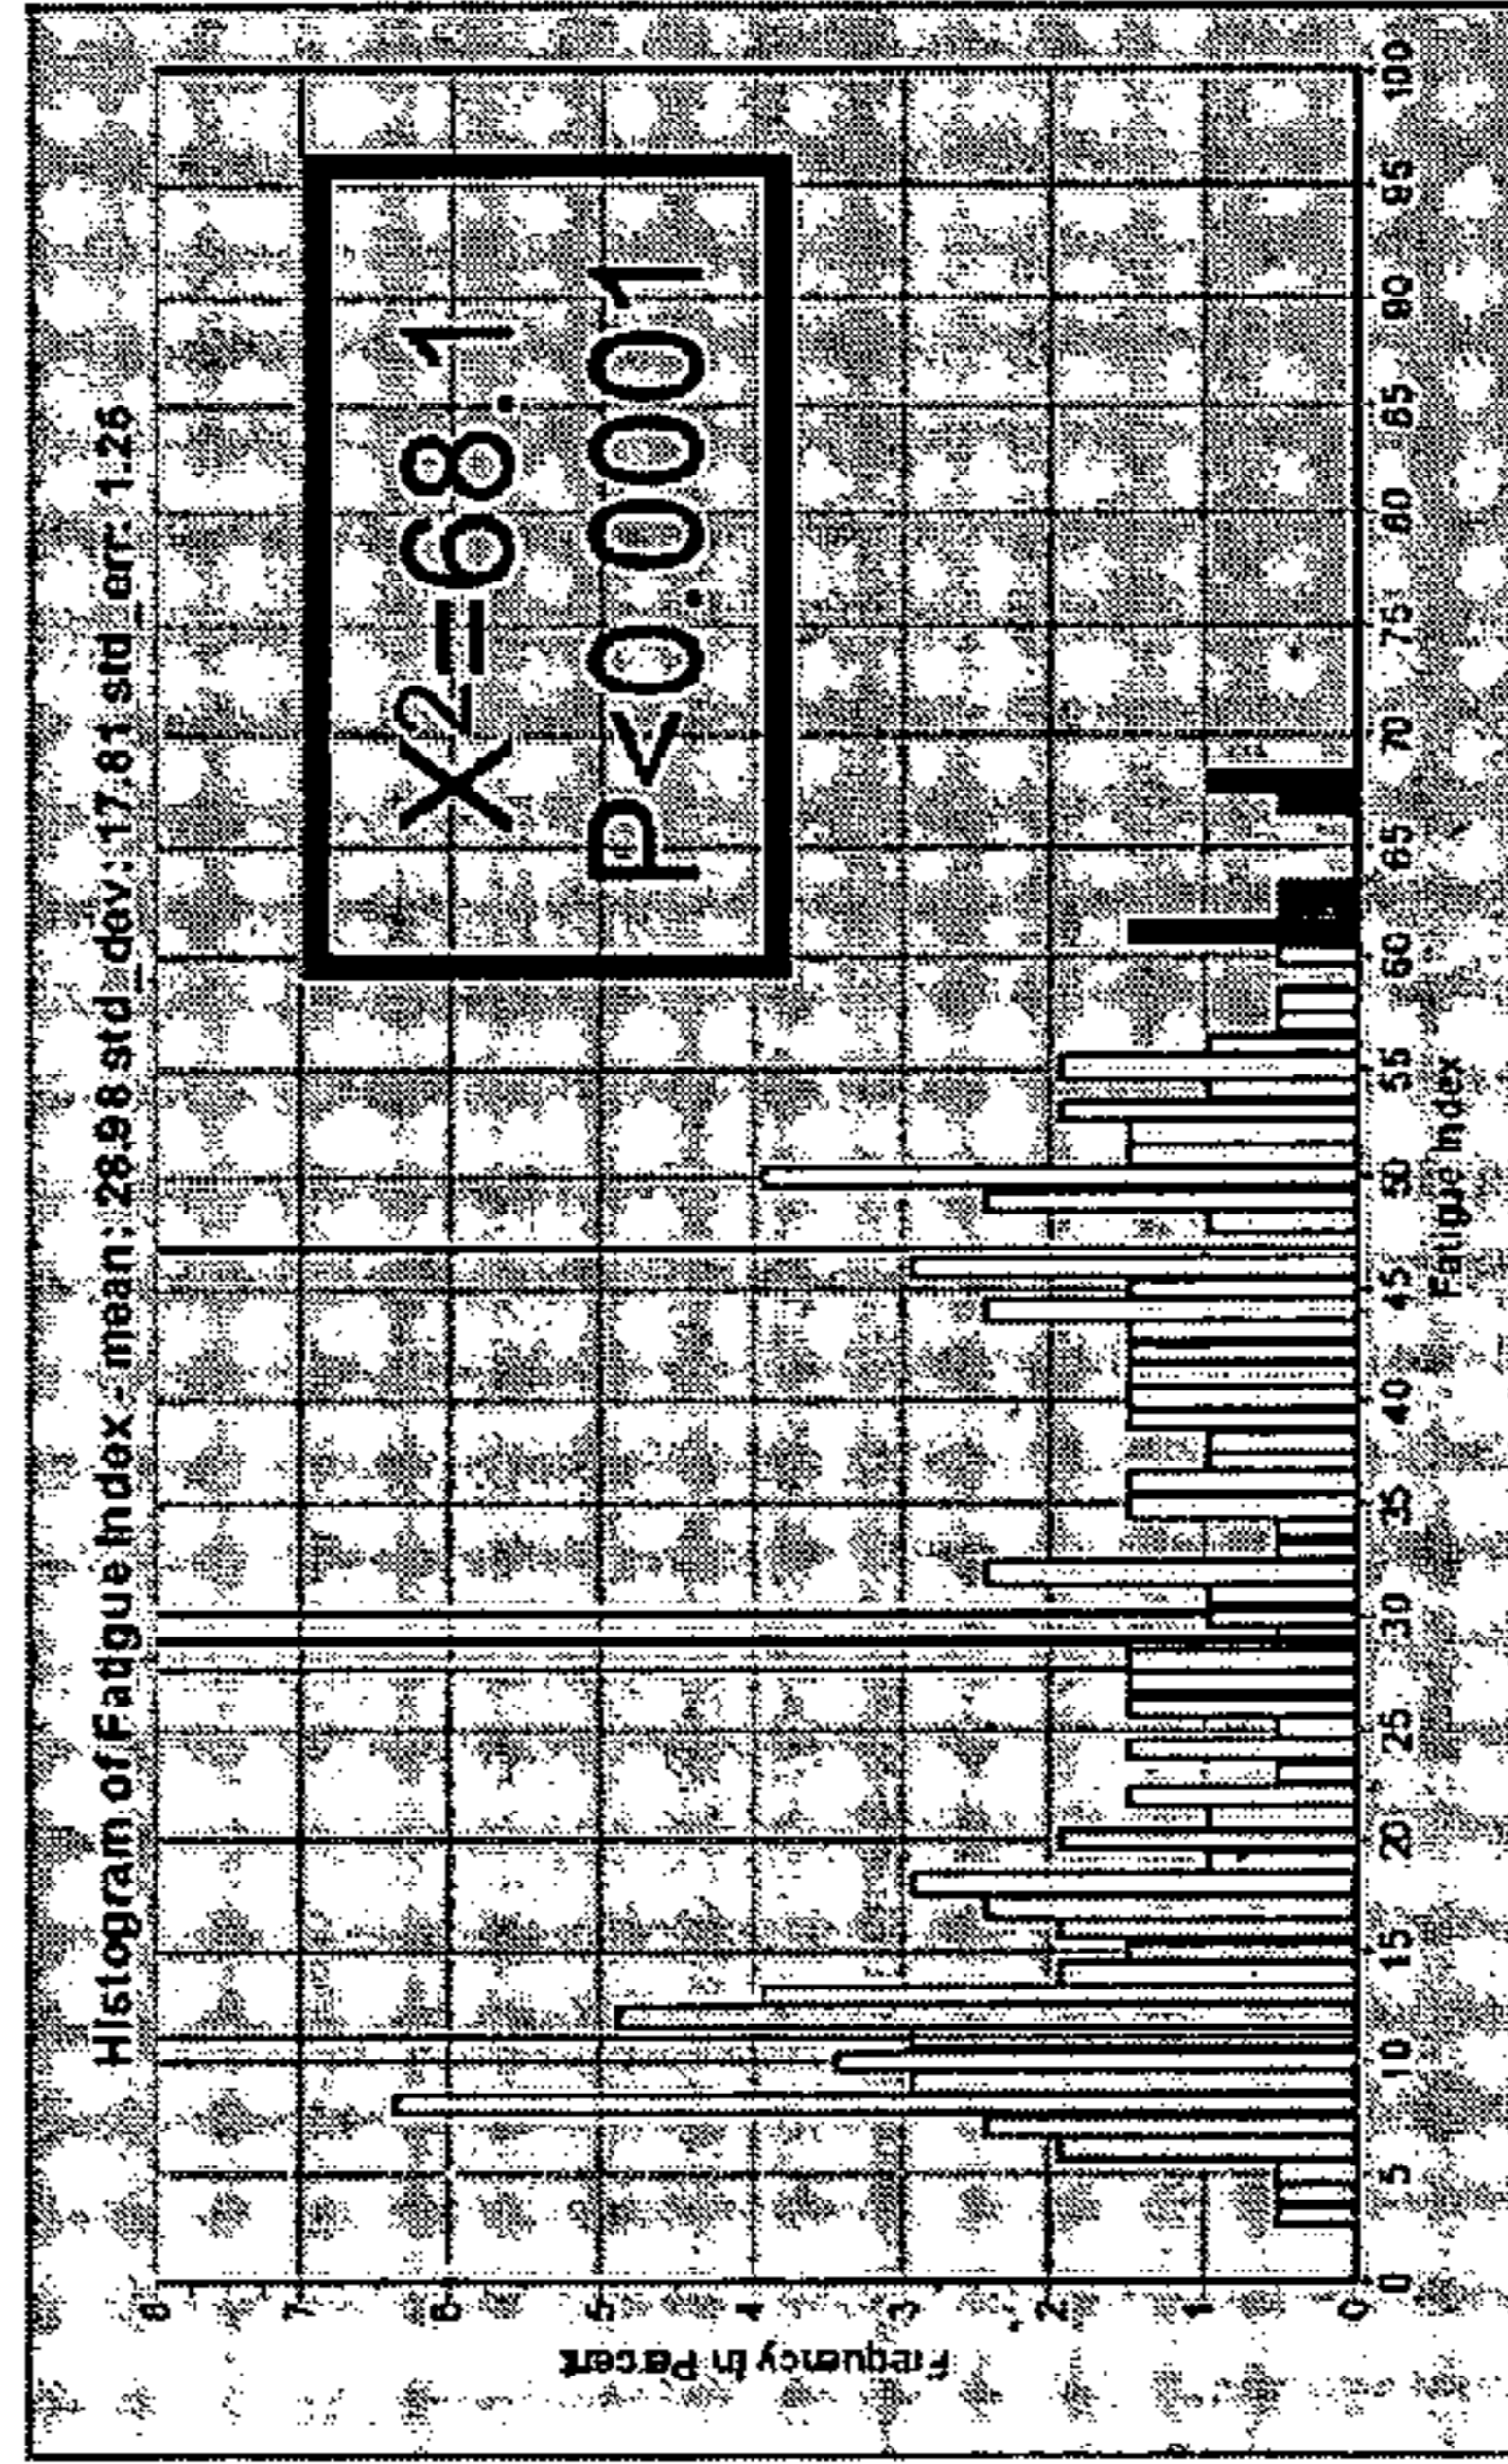 Histogram of Fatigue Index - mean: 28.98 std_dev: 17.81 std_err: 1.26
X²=68.1
P<0.0001
8
7
6
5
4
3
2
1
0
Frequency in Percent
0 5 10 15 20 25 30 35 40 45 50 55 60 65 70 75 80 85 90 95 100
Fatigue Index